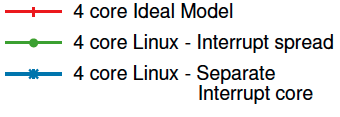 4 core Ideal Model
4 core Linux - Interrupt spread
4 core Linux - Separate
Interrupt core